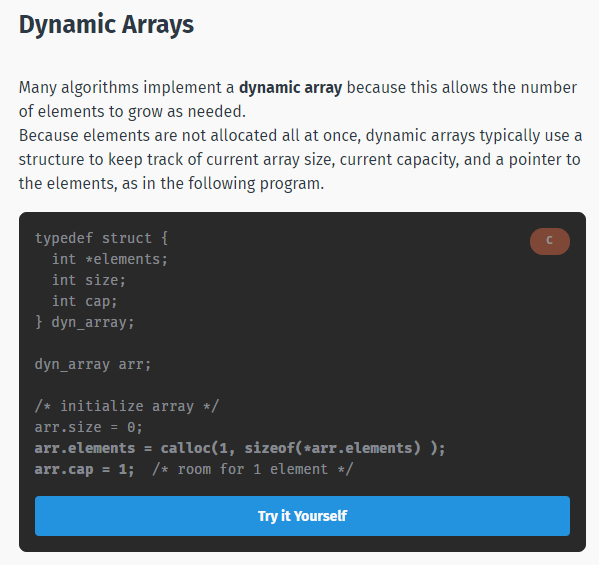 Dynamic Arrays
Many algorithms implement a dynamic array because this allows the number
of elements to grow as needed.
Because elements are not allocated all at once, dynamic arrays typically use a
structure to keep track of current array size, current capacity, and a pointer to
the elements, as in the following program.
C
typedef struct {
  int *elements;
  int size;
  int cap;
} dyn_array;
dyn_array arr;
/* initialize array */
arr.size = 0;
arr.elements = calloc(1, sizeof(*arr.elements) );
arr.cap = 1;  /* room for 1 element */
Try it Yourself